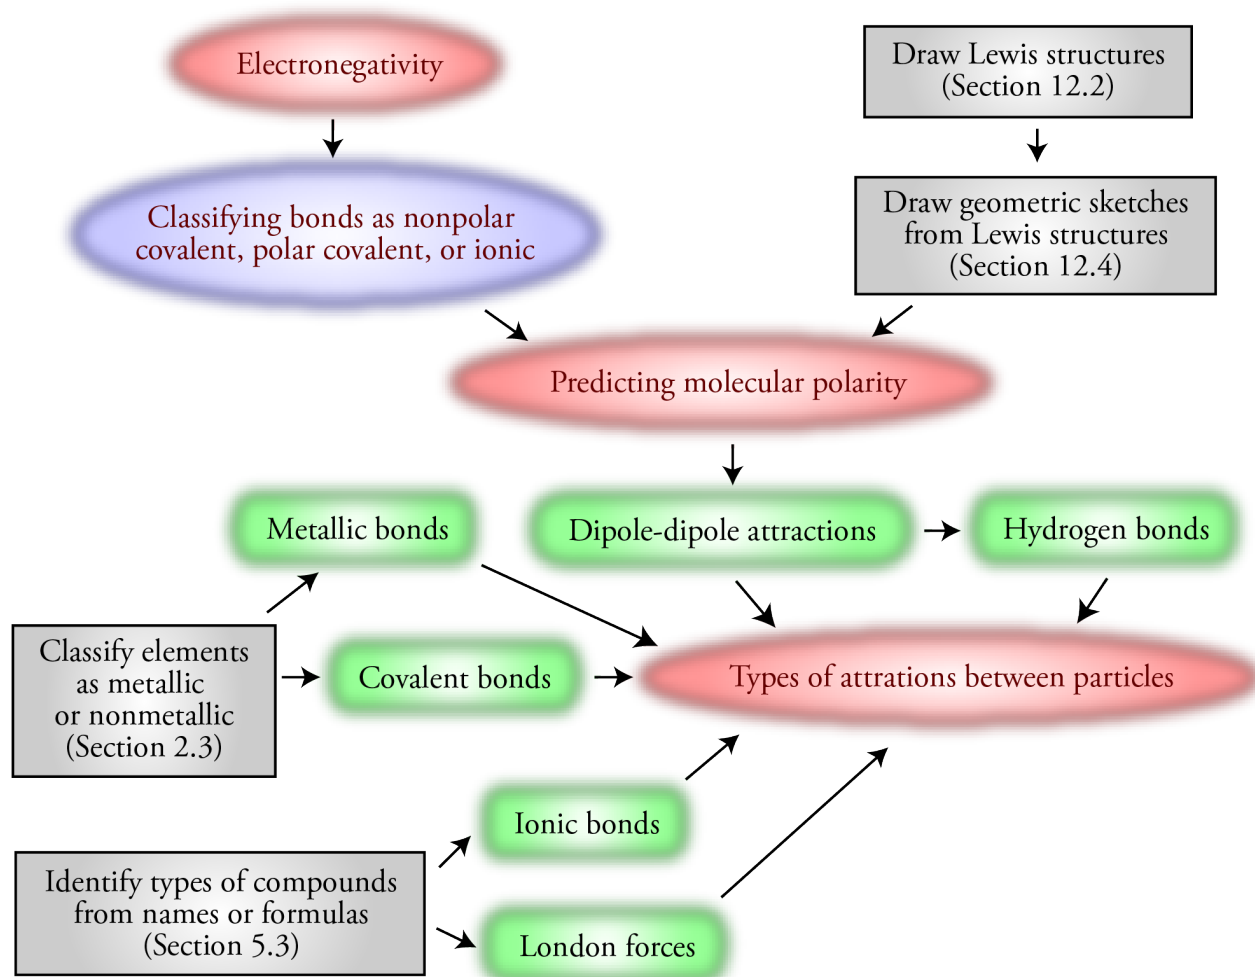 Electronegativity
Draw Lewis structures
(Section 12.2)
Classifying bonds as nonpolar
covalent, polar covalent, or ionic
Draw geometric sketches
from Lewis structures
(Section 12.4)
Predicting molecular polarity
Metallic bonds
Dipole-dipole attractions
Hydrogen bonds
Classify elements
as metallic
or nonmetallic
(Section 2.3)
Covalent bonds
Types of attrations between particles
Ionic bonds
Identify types of compounds
from names or formulas
(Section 5.3)
London forces